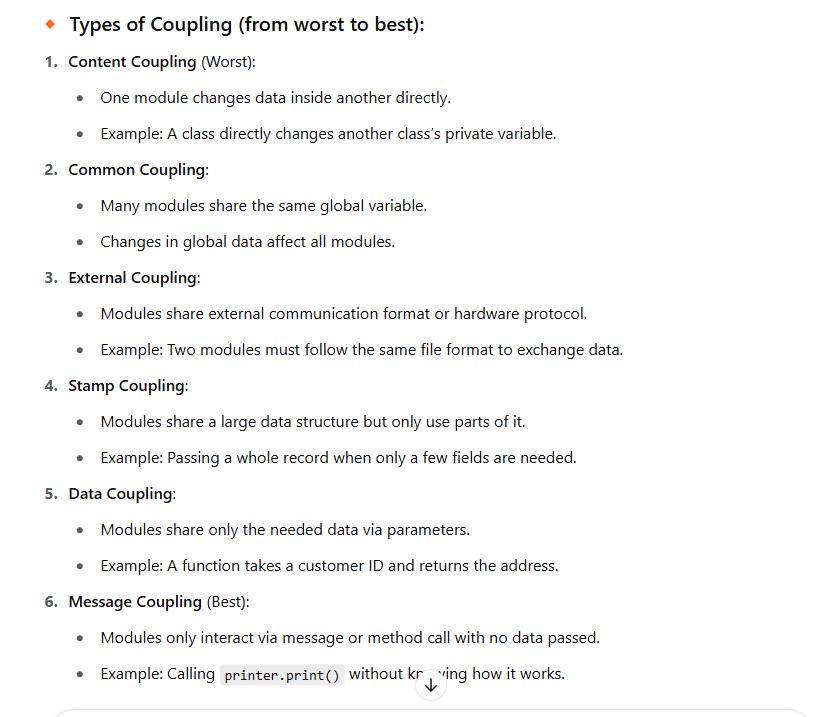 Types of Coupling (from worst to best):
1. Content Coupling (Worst):
• One module changes data inside another directly.
• Example: A class directly changes another class's private variable.
2. Common Coupling:
• Many modules share the same global variable.
• Changes in global data affect all modules.
3. External Coupling:
• Modules share external communication format or hardware protocol.
• Example: Two modules must follow the same file format to exchange data.
4. Stamp Coupling:
• Modules share a large data structure but only use parts of it.
• Example: Passing a whole record when only a few fields are needed.
5. Data Coupling:
• Modules share only the needed data via parameters.
• Example: A function takes a customer ID and returns the address.
6. Message Coupling (Best):
• Modules only interact via message or method call with no data passed.
• Example: Calling printer.print() without knowing how it works.